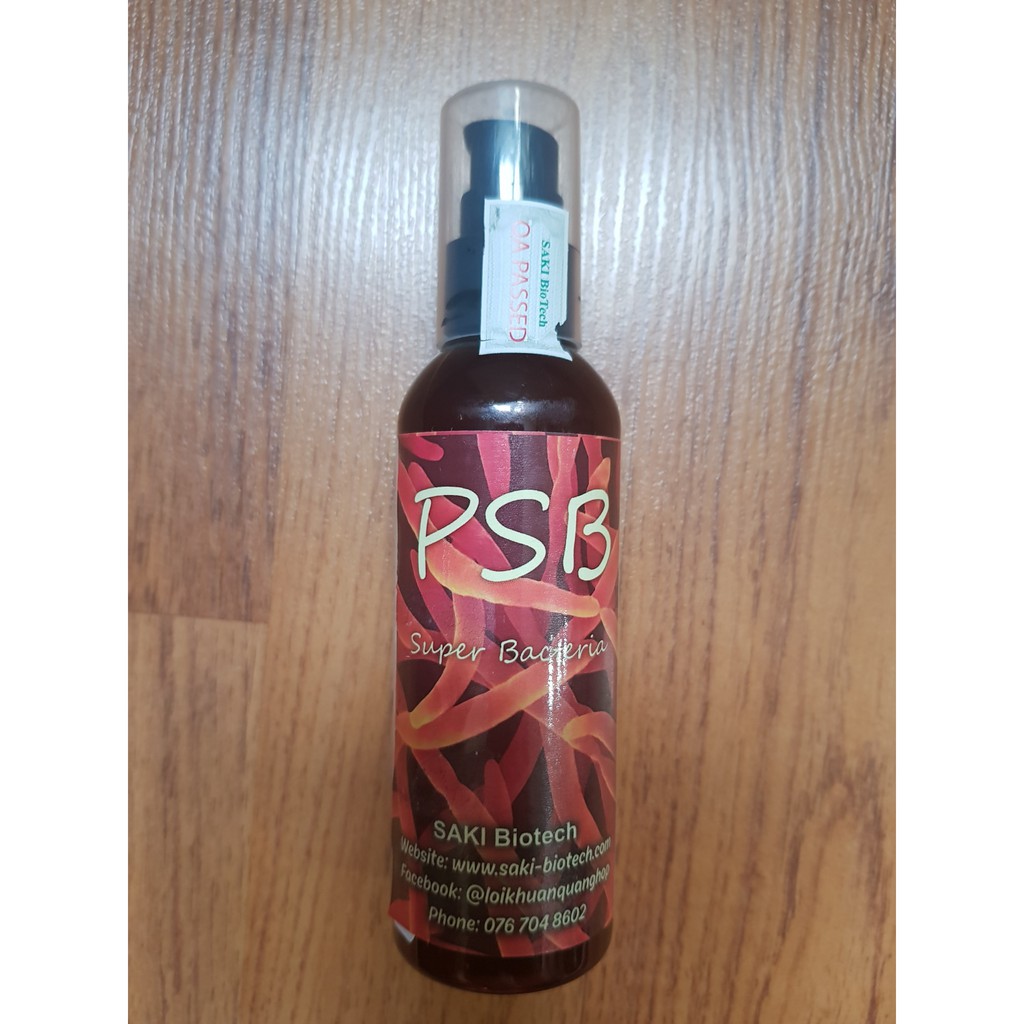 SAKI BioTech
QA PASSED
PSB
Super Bacteria
SAKI Biotech
Website: www.saki-biotech.com
Facebook: @loikhuanquanghop
Phone: 076 704 8602